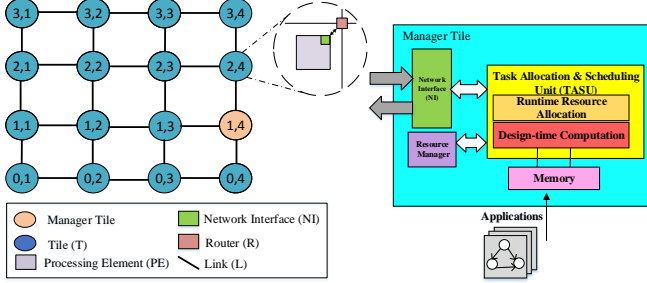 3,1 3,2 3,3 3,4
2,1 2,2 2,3 2,4
1,1 1,2 1,3 1,4
0,1 0,2 0,3 0,4
Manager Tile
Tile (T)
Processing Element (PE)
Network Interface (NI)
Router (R)
Link (L)
Manager Tile
Network
Interface
(NI)
Resource
Manager
Task Allocation & Scheduling
Unit (TASU)
Runtime Resource
Allocation
Design-time Computation
Memory
Applications